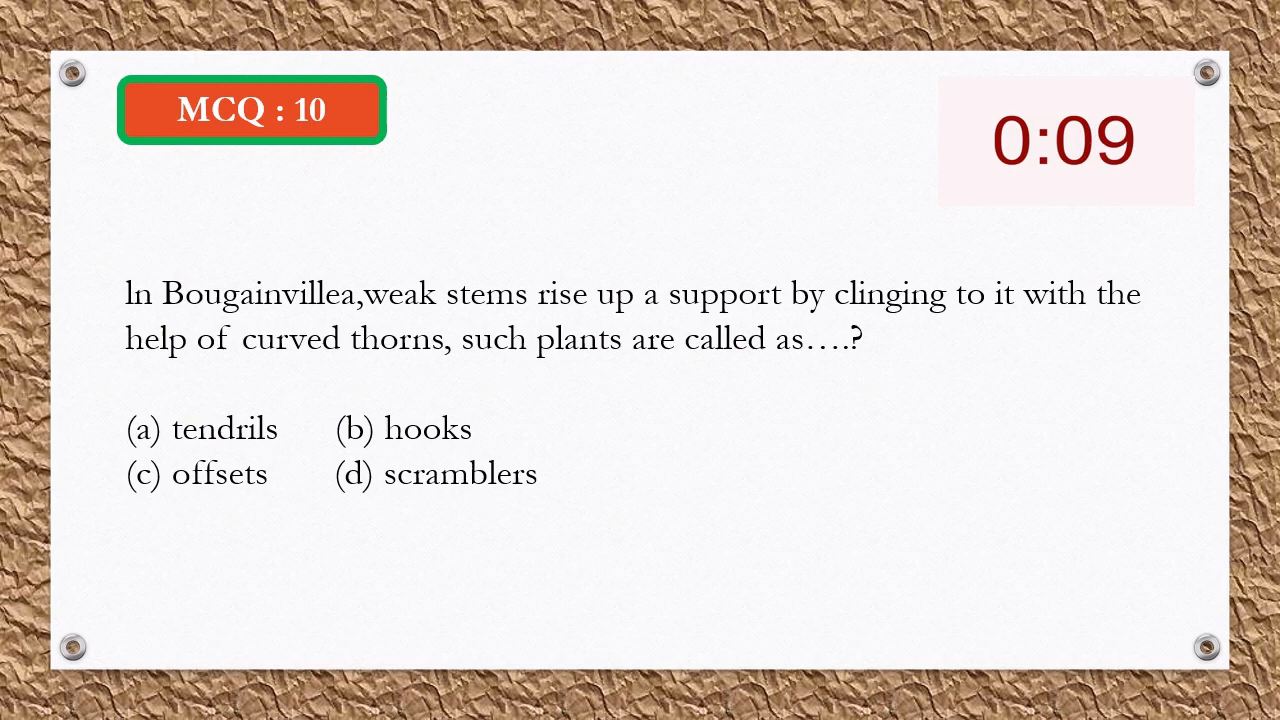 MCQ : 10
0:09
ln Bougainvillea,weak stems rise up a support by clinging to it with the
help of curved thorns, such plants are called as….?
(a) tendrils (b) hooks
(c) offsets (d) scramblers